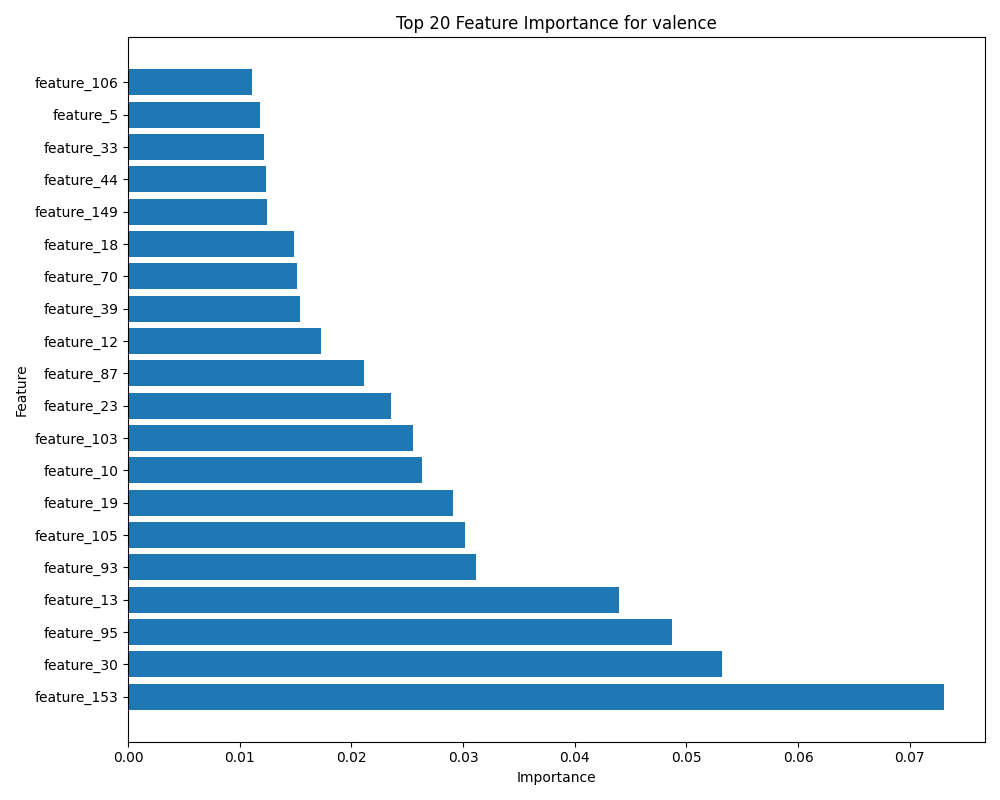 Top 20 Feature Importance for valence
feature_106
feature_5
feature_33
feature_44
feature_149
feature_18
feature_70
feature_39
feature_12
feature_87
feature_23
feature_103
feature_10
feature_19
feature_105
feature_93
feature_13
feature_95
feature_30
feature_153
Feature
0.00 0.01 0.02 0.03 0.04 0.05 0.06 0.07
Importance